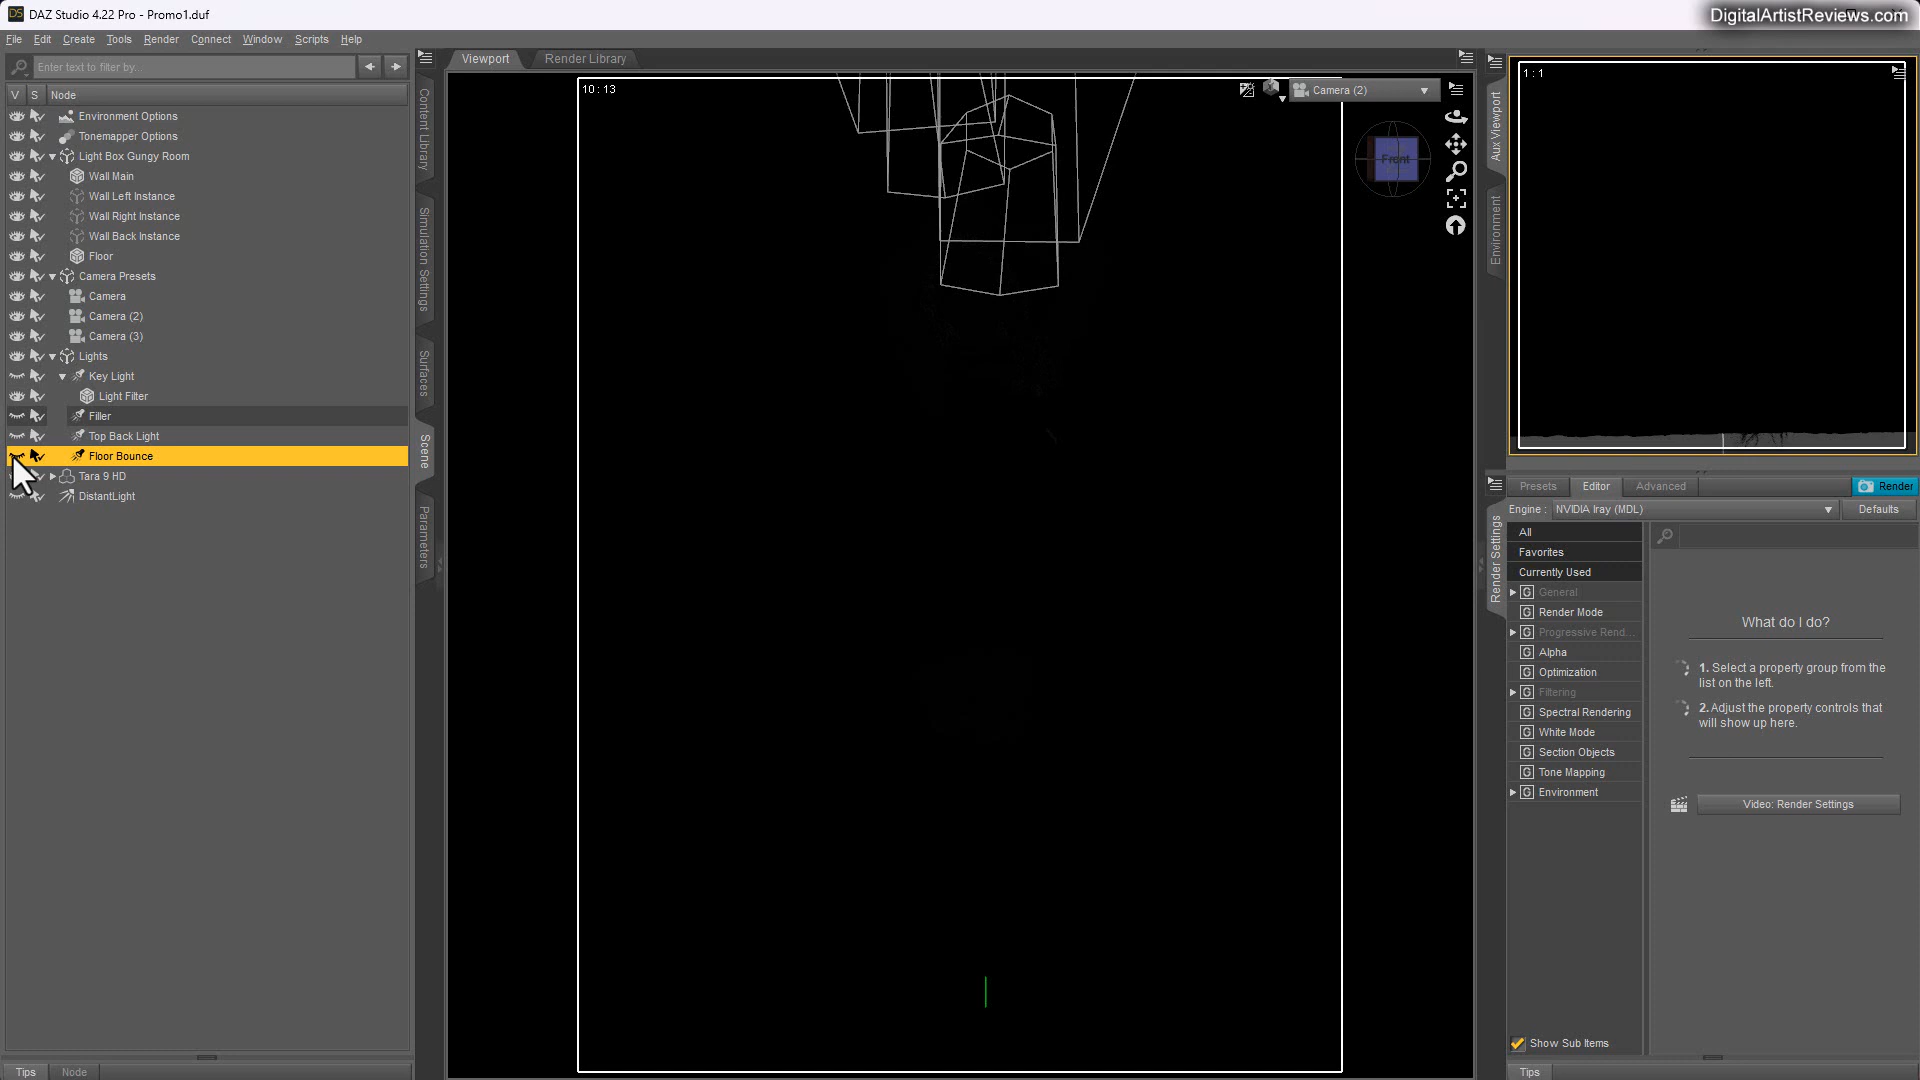 DAZ Studio 4.22 Pro - Promo1.duf
DigitalArtistReviews.com
File Edit Create Tools Render Connect Window Scripts Help
Enter text to filter by...
V S Node
Environment Options
Tonemapper Options
Light Box Gungy Room
Wall Main
Wall Left Instance
Wall Right Instance
Wall Back Instance
Floor
Camera Presets
Camera
Camera (2)
Camera (3)
Lights
Key Light
Light Filter
Filler
Top Back Light
Floor Bounce
Tara 9 HD
DistantLight
Tips Node
Content Library
Simulation Settings
Surfaces
Scene
Parameters
Viewport Render Library
10 : 13
Camera (2)
Front
Aux Viewport
Environment
1 : 1
Presets Editor Advanced Render
Engine : NVIDIA Iray (MDL) Defaults
Render Settings
All
Favorites
Currently Used
G General
G Render Mode
G Progressive Rend...
G Alpha
G Optimization
G Filtering
G Spectral Rendering
G White Mode
G Section Objects
G Tone Mapping
G Environment
What do I do?
1. Select a property group from the
list on the left.
2. Adjust the property controls that
will show up here.
Video: Render Settings
Show Sub Items
Tips